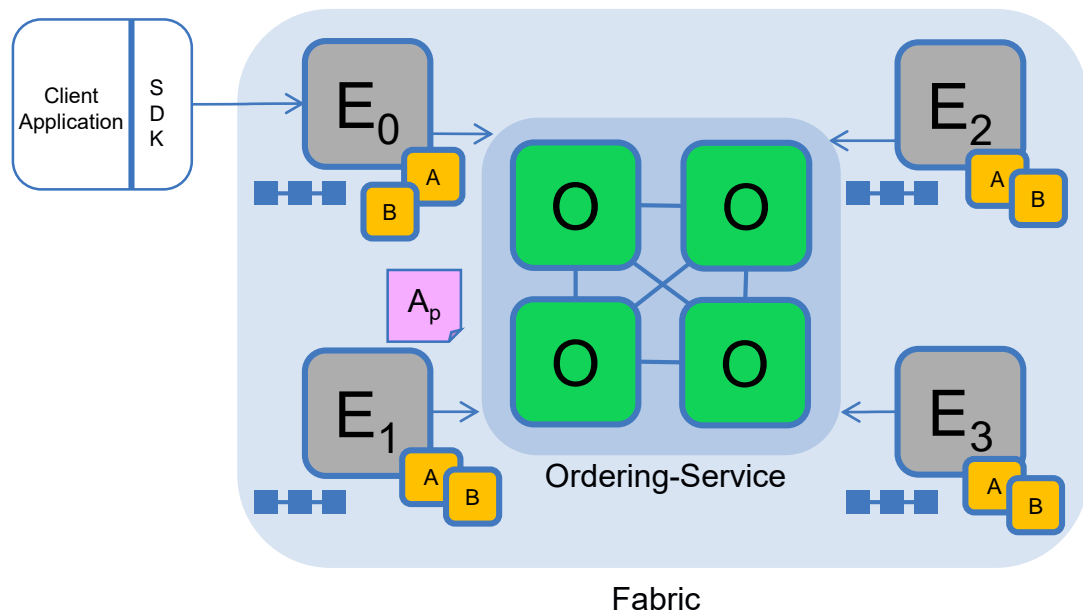 Client
Application
S
D
K
E0
A
B
E2
A
B
O
O
Ap
O
O
E1
A
B
E3
A
B
Ordering-Service
Fabric